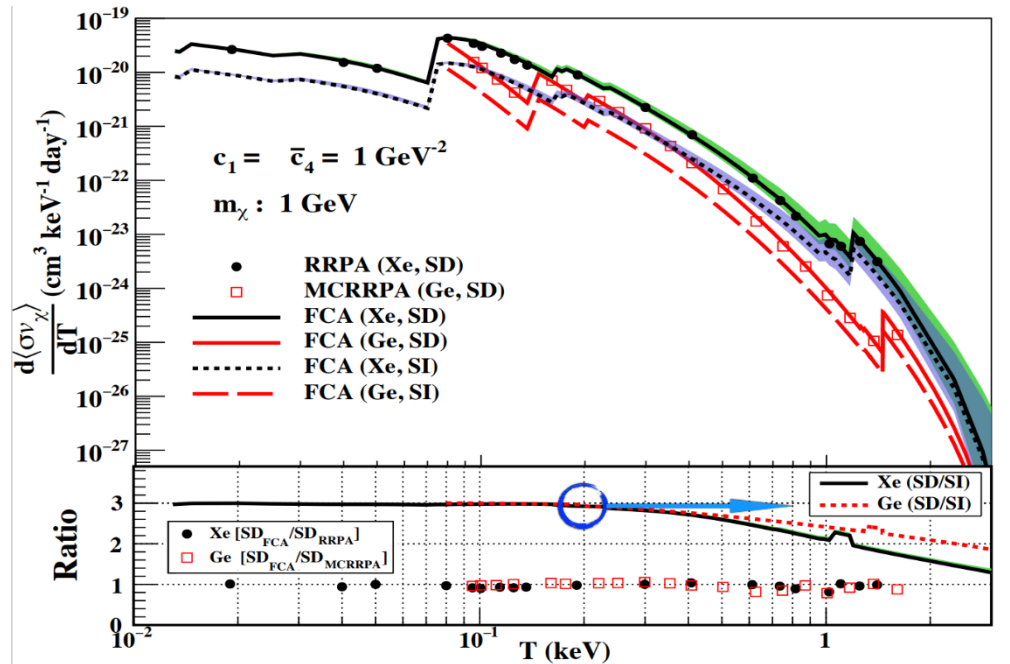 10⁻¹⁹
10⁻²⁰
10⁻²¹
10⁻²²
10⁻²³
10⁻²⁴
10⁻²⁵
10⁻²⁶
10⁻²⁷
d⟨σv_χ⟩/dT (cm³ keV⁻¹ day⁻¹)
c₁ = c̄₄ = 1 GeV⁻²
m_χ : 1 GeV
RRPA (Xe, SD)
MCRRPA (Ge, SD)
FCA (Xe, SD)
FCA (Ge, SD)
FCA (Xe, SI)
FCA (Ge, SI)
Ratio
3
2
1
0
Xe (SD/SI)
Ge (SD/SI)
Xe [SD_FCA/SD_RRPA]
Ge [SD_FCA/SD_MCRRPA]
10⁻² 10⁻¹ 1
T (keV)